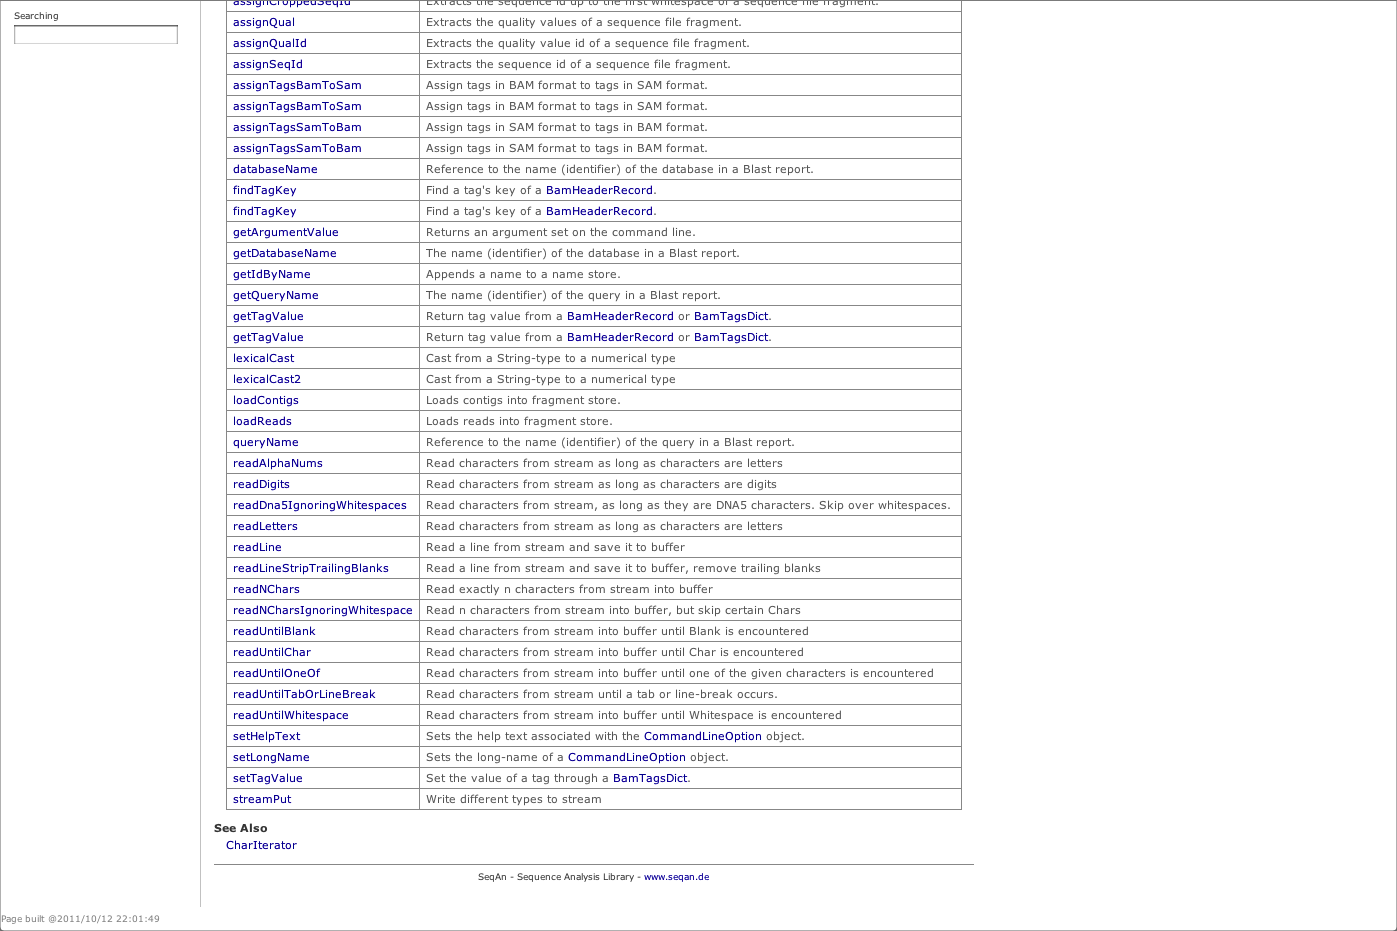 Searching
assignCroppedSeqId Extracts the sequence id up to the first whitespace of a sequence file fragment.
assignQual Extracts the quality values of a sequence file fragment.
assignQualId Extracts the quality value id of a sequence file fragment.
assignSeqId Extracts the sequence id of a sequence file fragment.
assignTagsBamToSam Assign tags in BAM format to tags in SAM format.
assignTagsBamToSam Assign tags in BAM format to tags in SAM format.
assignTagsSamToBam Assign tags in SAM format to tags in BAM format.
assignTagsSamToBam Assign tags in SAM format to tags in BAM format.
databaseName Reference to the name (identifier) of the database in a Blast report.
findTagKey Find a tag's key of a BamHeaderRecord.
findTagKey Find a tag's key of a BamHeaderRecord.
getArgumentValue Returns an argument set on the command line.
getDatabaseName The name (identifier) of the database in a Blast report.
getIdByName Appends a name to a name store.
getQueryName The name (identifier) of the query in a Blast report.
getTagValue Return tag value from a BamHeaderRecord or BamTagsDict.
getTagValue Return tag value from a BamHeaderRecord or BamTagsDict.
lexicalCast Cast from a String-type to a numerical type
lexicalCast2 Cast from a String-type to a numerical type
loadContigs Loads contigs into fragment store.
loadReads Loads reads into fragment store.
queryName Reference to the name (identifier) of the query in a Blast report.
readAlphaNums Read characters from stream as long as characters are letters
readDigits Read characters from stream as long as characters are digits
readDna5IgnoringWhitespaces Read characters from stream, as long as they are DNA5 characters. Skip over whitespaces.
readLetters Read characters from stream as long as characters are letters
readLine Read a line from stream and save it to buffer
readLineStripTrailingBlanks Read a line from stream and save it to buffer, remove trailing blanks
readNChars Read exactly n characters from stream into buffer
readNCharsIgnoringWhitespace Read n characters from stream into buffer, but skip certain Chars
readUntilBlank Read characters from stream into buffer until Blank is encountered
readUntilChar Read characters from stream into buffer until Char is encountered
readUntilOneOf Read characters from stream into buffer until one of the given characters is encountered
readUntilTabOrLineBreak Read characters from stream until a tab or line-break occurs.
readUntilWhitespace Read characters from stream into buffer until Whitespace is encountered
setHelpText Sets the help text associated with the CommandLineOption object.
setLongName Sets the long-name of a CommandLineOption object.
setTagValue Set the value of a tag through a BamTagsDict.
streamPut Write different types to stream
See Also
CharIterator
SeqAn - Sequence Analysis Library - www.seqan.de
Page built @2011/10/12 22:01:49